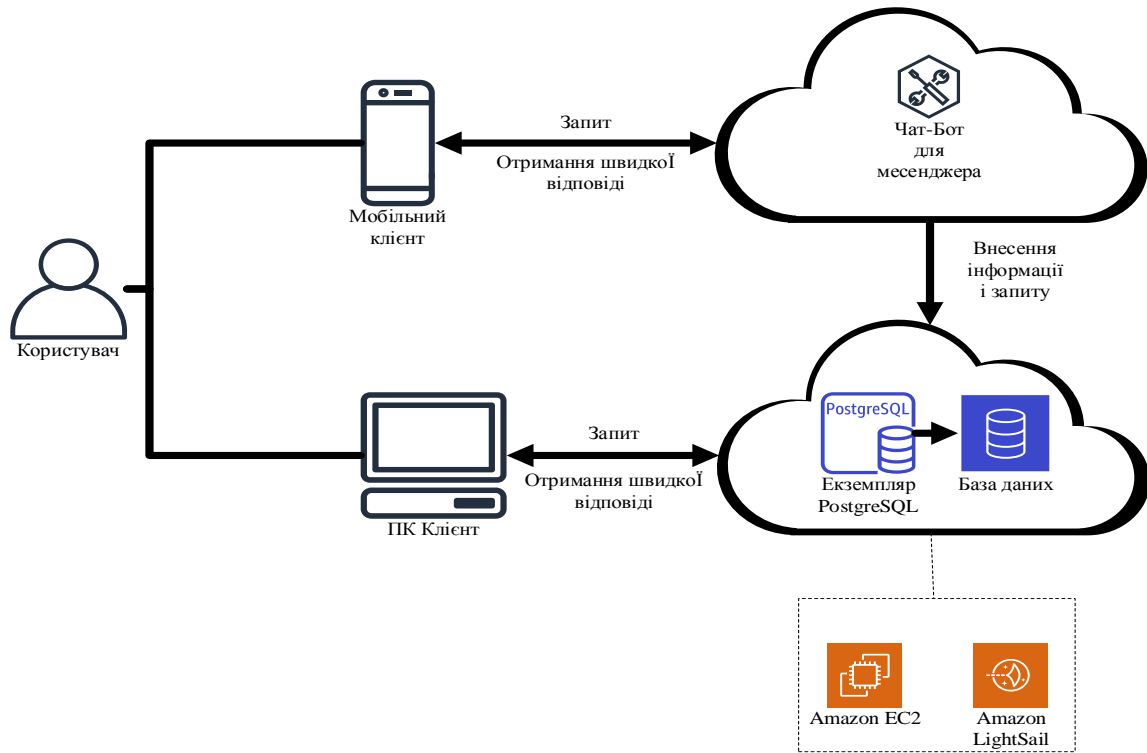 Чат-Бот
для
месенджера
Запит
Отримання швидкоЇ
відповіді
Мобільний
клієнт
Внесення
інформації
і запиту
Користувач
PostgreSQL
Запит
Отримання швидкоЇ
відповіді
Екземпляр
PostgreSQL
База даних
ПК Клієнт
Amazon EC2
Amazon
LightSail